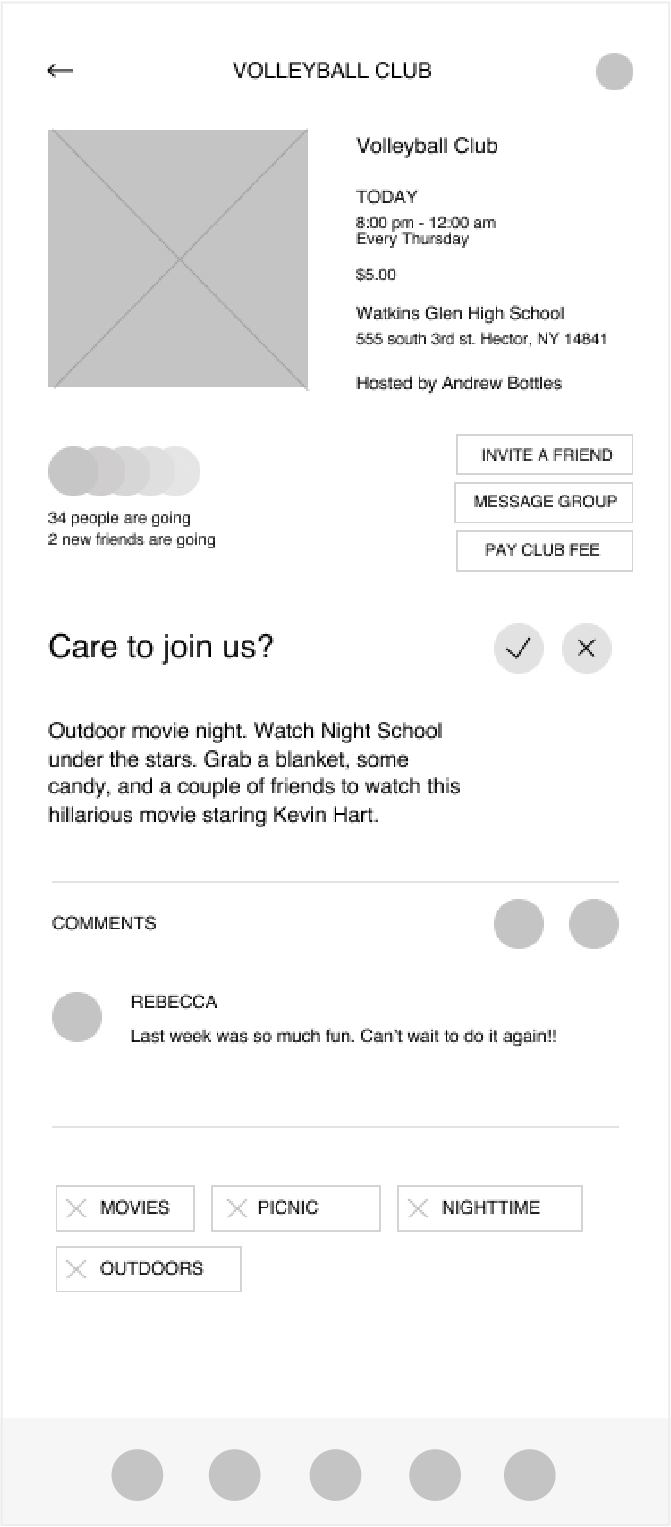 VOLLEYBALL CLUB
Volleyball Club
TODAY
8:00 pm - 12:00 am
Every Thursday
$5.00
Watkins Glen High School
555 south 3rd st. Hector, NY 14841
Hosted by Andrew Bottles
34 people are going
2 new friends are going
INVITE A FRIEND
MESSAGE GROUP
PAY CLUB FEE
Care to join us?
Outdoor movie night. Watch Night School
under the stars. Grab a blanket, some
candy, and a couple of friends to watch this
hillarious movie staring Kevin Hart.
COMMENTS
REBECCA
Last week was so much fun. Can't wait to do it again!!
MOVIES
PICNIC
NIGHTTIME
OUTDOORS